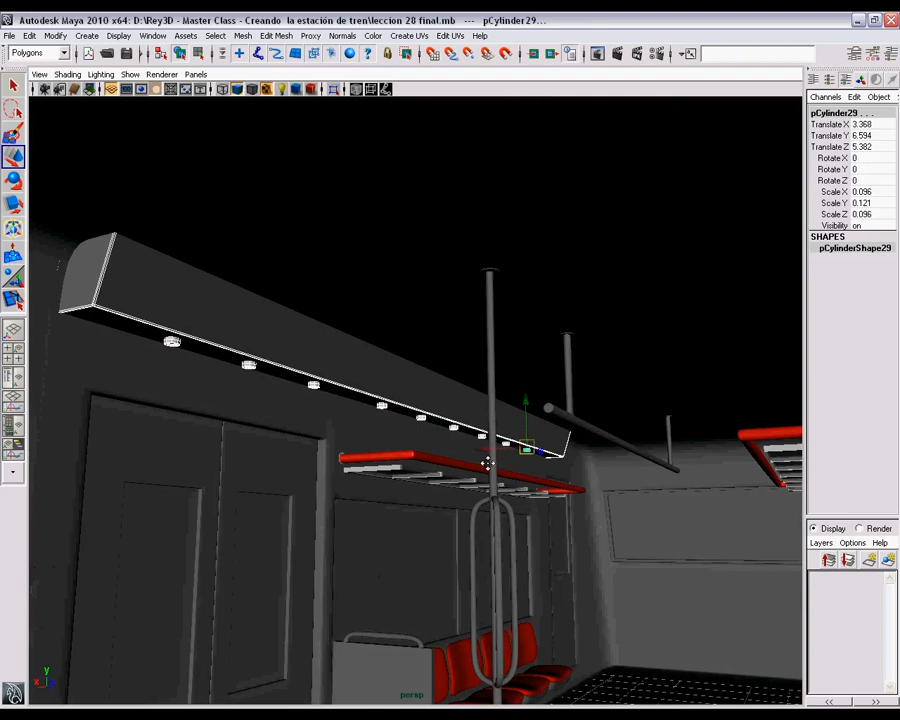 Autodesk Maya 2010 x64: D:\Rey3D - Master Class - Creando la estación de tren\leccion 28 final.mb --- pCylinder29...
File Edit Modify Create Display Window Assets Select Mesh Edit Mesh Proxy Normals Color Create UVs Edit UVs Help
Polygons
View Shading Lighting Show Renderer Panels
Channels Edit Object
pCylinder29 . . .
Translate X 3.368
Translate Y 6.594
Translate Z 5.382
Rotate X 0
Rotate Y 0
Rotate Z 0
Scale X 0.096
Scale Y 0.121
Scale Z 0.096
Visibility on
SHAPES
pCylinderShape29
Display Render
Layers Options Help
y
x
z
persp
<< >>